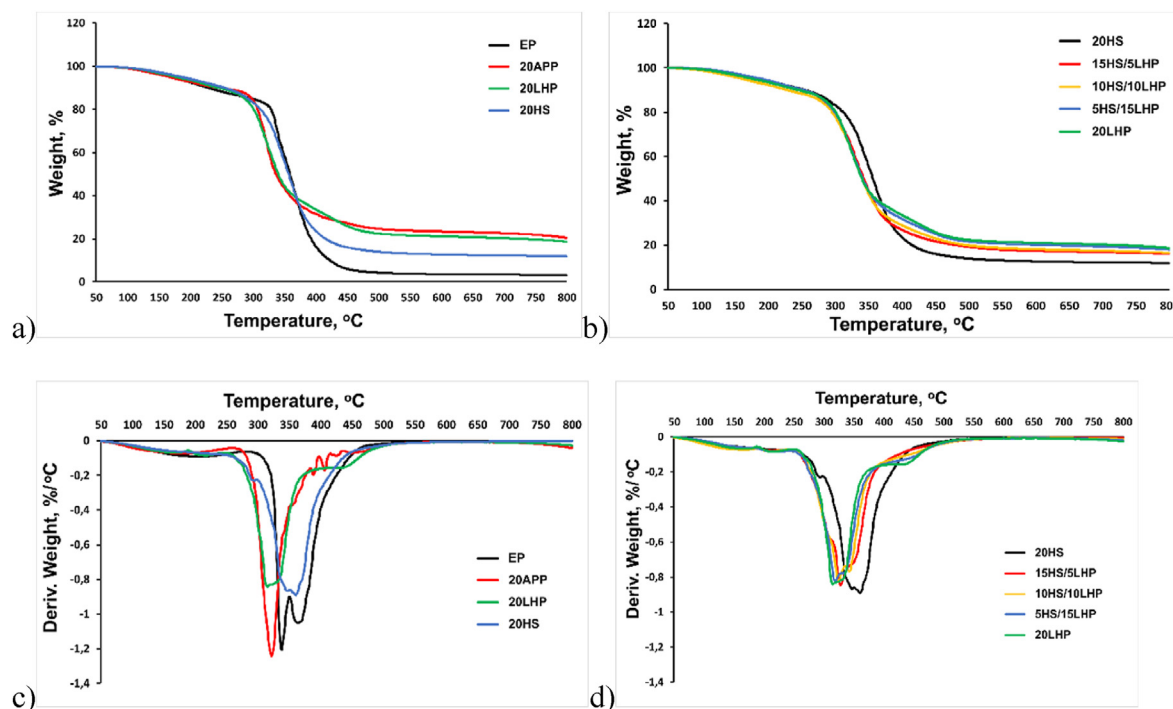 120
100
80
60
40
20
0
Weight, %
50 100 150 200 250 300 350 400 450 500 550 600 650 700 750 800
Temperature, ºC
EP
20APP
20LHP
20HS
a)
120
100
80
60
40
20
0
Weight, %
50 100 150 200 250 300 350 400 450 500 550 600 650 700 750 80
Temperature, ºC
20HS
15HS/5LHP
10HS/10LHP
5HS/15LHP
20LHP
b)
Temperature, ºC
50 100 150 200 250 300 350 400 450 500 550 600 650 700 750 800
0
-0,2
-0,4
-0,6
-0,8
-1
-1,2
-1,4
Deriv. Weight, %/ºC
EP
20APP
20LHP
20HS
c)
Temperature, ºC
50 100 150 200 250 300 350 400 450 500 550 600 650 700 750 800
0
-0,2
-0,4
-0,6
-0,8
-1
-1,2
-1,4
Deriv. Weight, %/ºC
20HS
15HS/5LHP
10HS/10LHP
5HS/15LHP
20LHP
d)